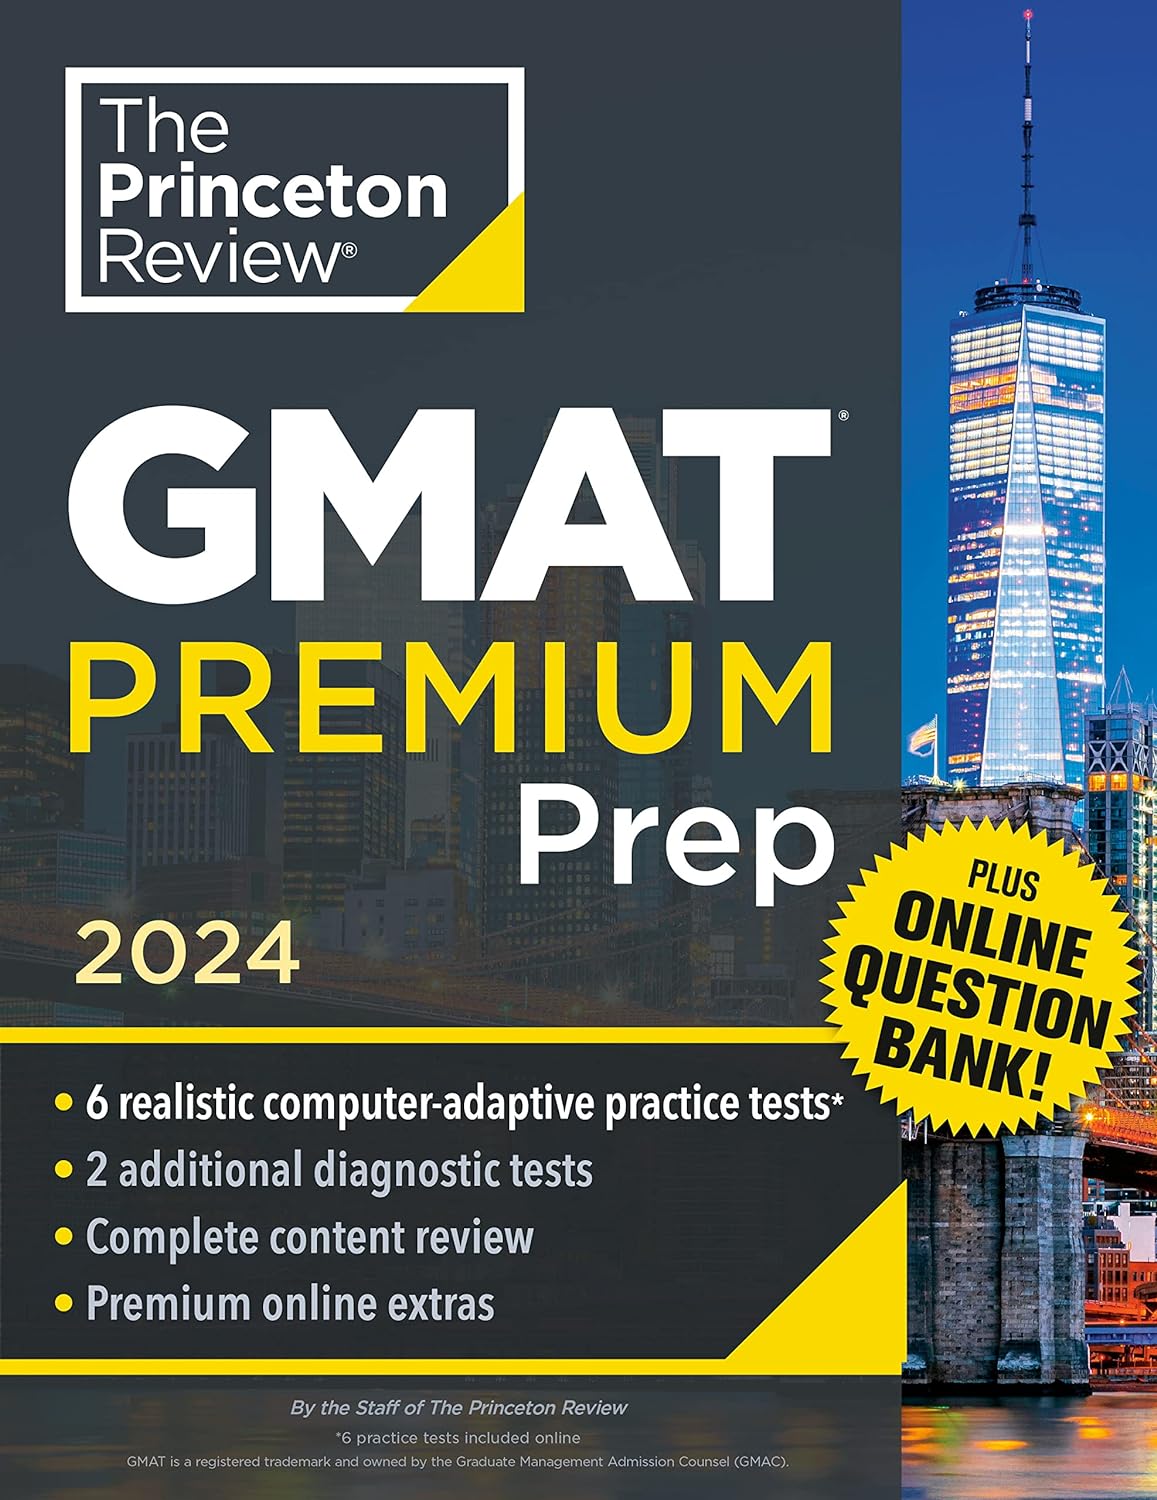 The
Princeton
Review®
GMAT®
PREMIUM
Prep
2024
PLUS
ONLINE
QUESTION
BANK!
• 6 realistic computer-adaptive practice tests*
• 2 additional diagnostic tests
• Complete content review
• Premium online extras
By the Staff of The Princeton Review
*6 practice tests included online
GMAT is a registered trademark and owned by the Graduate Management Admission Counsel (GMAC).